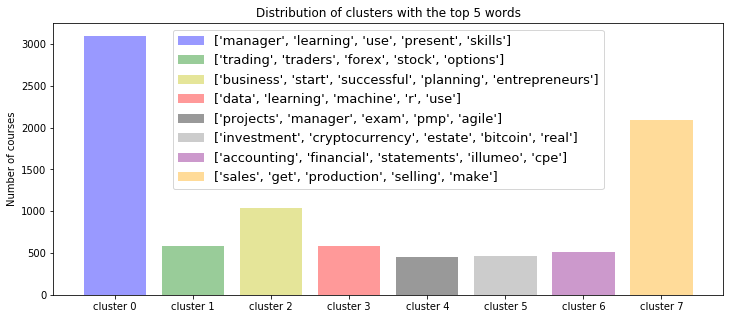 Distribution of clusters with the top 5 words
Number of courses
3000
2500
2000
1500
1000
500
0
['manager', 'learning', 'use', 'present', 'skills']
['trading', 'traders', 'forex', 'stock', 'options']
['business', 'start', 'successful', 'planning', 'entrepreneurs']
['data', 'learning', 'machine', 'r', 'use']
['projects', 'manager', 'exam', 'pmp', 'agile']
['investment', 'cryptocurrency', 'estate', 'bitcoin', 'real']
['accounting', 'financial', 'statements', 'illumeo', 'cpe']
['sales', 'get', 'production', 'selling', 'make']
cluster 0 cluster 1 cluster 2 cluster 3 cluster 4 cluster 5 cluster 6 cluster 7